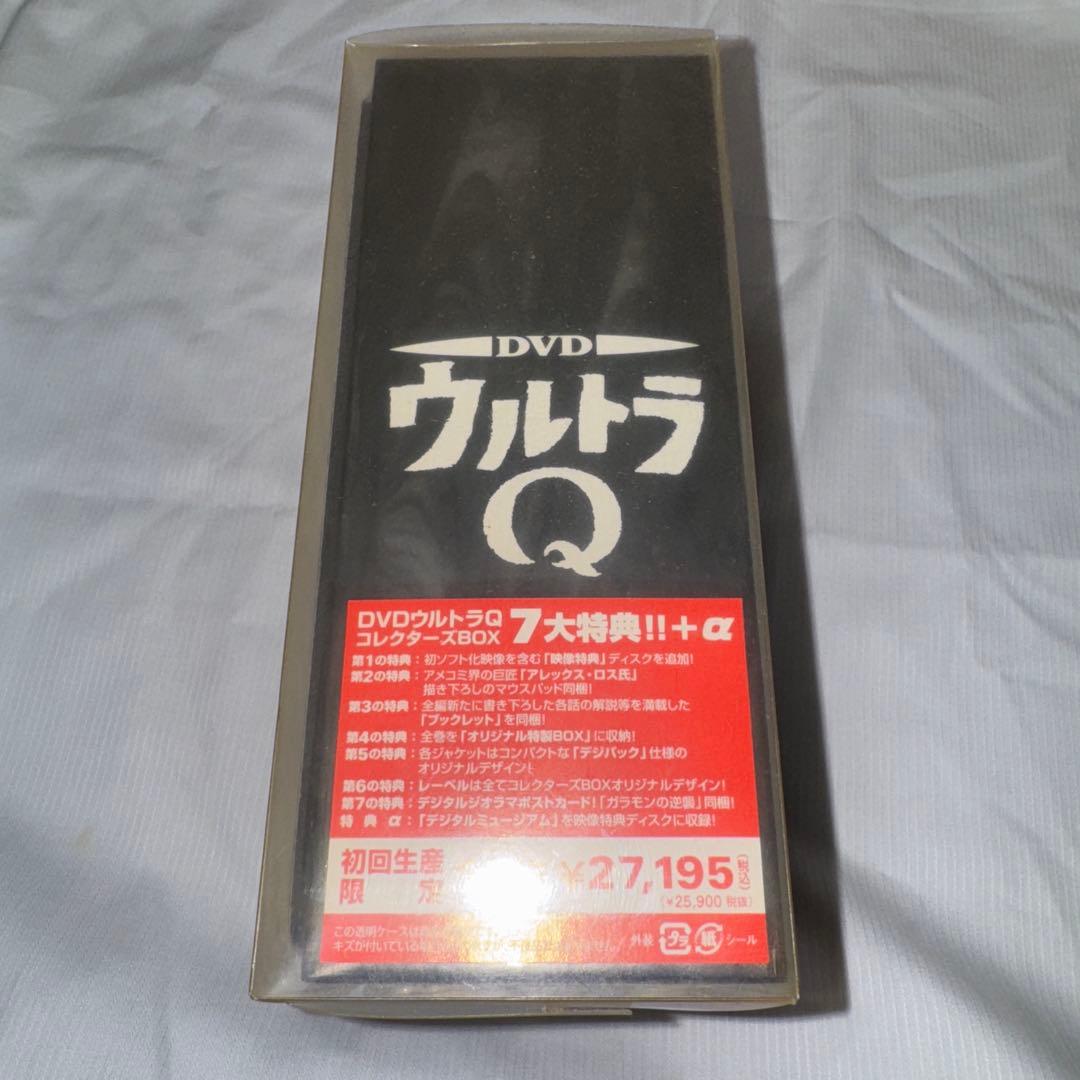 DVD
ウルトラ
Q
DVDウルトラQ
コレクターズBOX 7大特典!!+α
第1の特典:初ソフト化映像を含む「映像特典」ディスクを追加!
第2の特典:アメコミ界の巨匠「アレックス・ロス氏」
描き下ろしのマウスパッド同梱!
第3の特典:全編新たに書き下ろした各話の解説等を満載した
「ブックレット」を同梱!
第4の特典:全巻を「オリジナル特製BOX」に収納!
第5の特典:各ジャケットはコンパクトな「デジパック」仕様の
オリジナルデザイン!
第6の特典:レーベルは全てコレクターズBOXオリジナルデザイン!
第7の特典:デジタルジオラマポストカード!「ガラモンの逆襲」同梱!
特典α:「デジタルミュージアム」を映像特典ディスクに収録!
初回生産
限定
¥27,195(税込)
(¥25,900 税抜)
この透明ケースは
キズが付いている
外装 プラ 紙 シール